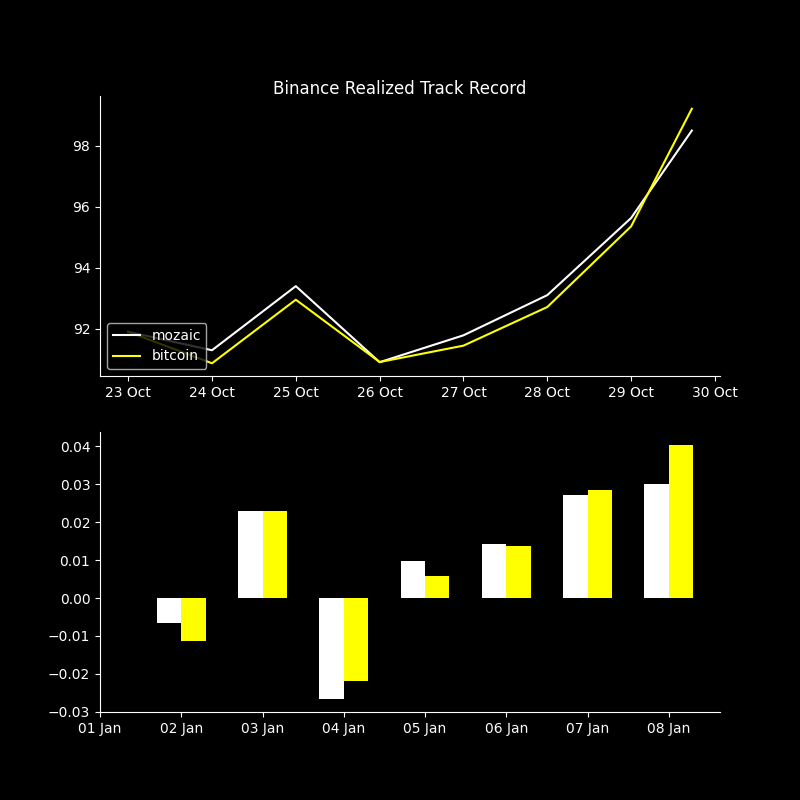 Binance Realized Track Record
98
96
94
92
mozaic
bitcoin
23 Oct 24 Oct 25 Oct 26 Oct 27 Oct 28 Oct 29 Oct 30 Oct
0.04
0.03
0.02
0.01
0.00
−0.01
−0.02
−0.03
01 Jan 02 Jan 03 Jan 04 Jan 05 Jan 06 Jan 07 Jan 08 Jan